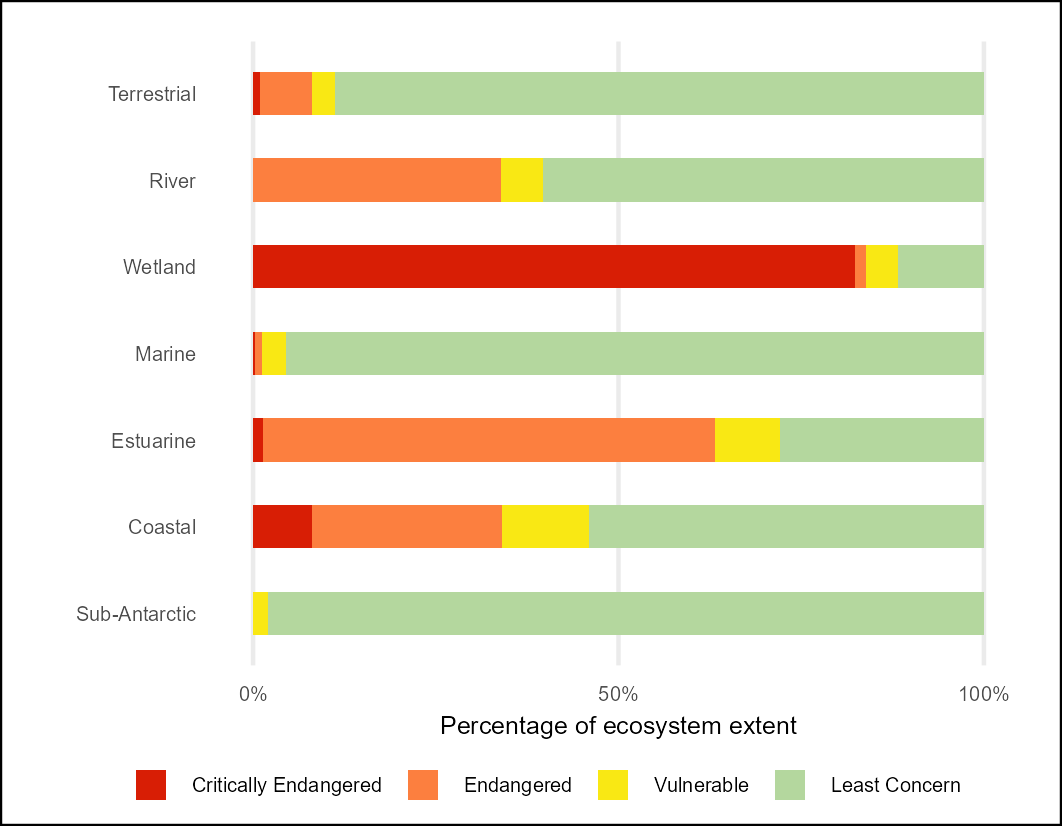 Terrestrial
River
Wetland
Marine
Estuarine
Coastal
Sub-Antarctic
0% 50% 100%
Percentage of ecosystem extent
Critically Endangered Endangered Vulnerable Least Concern